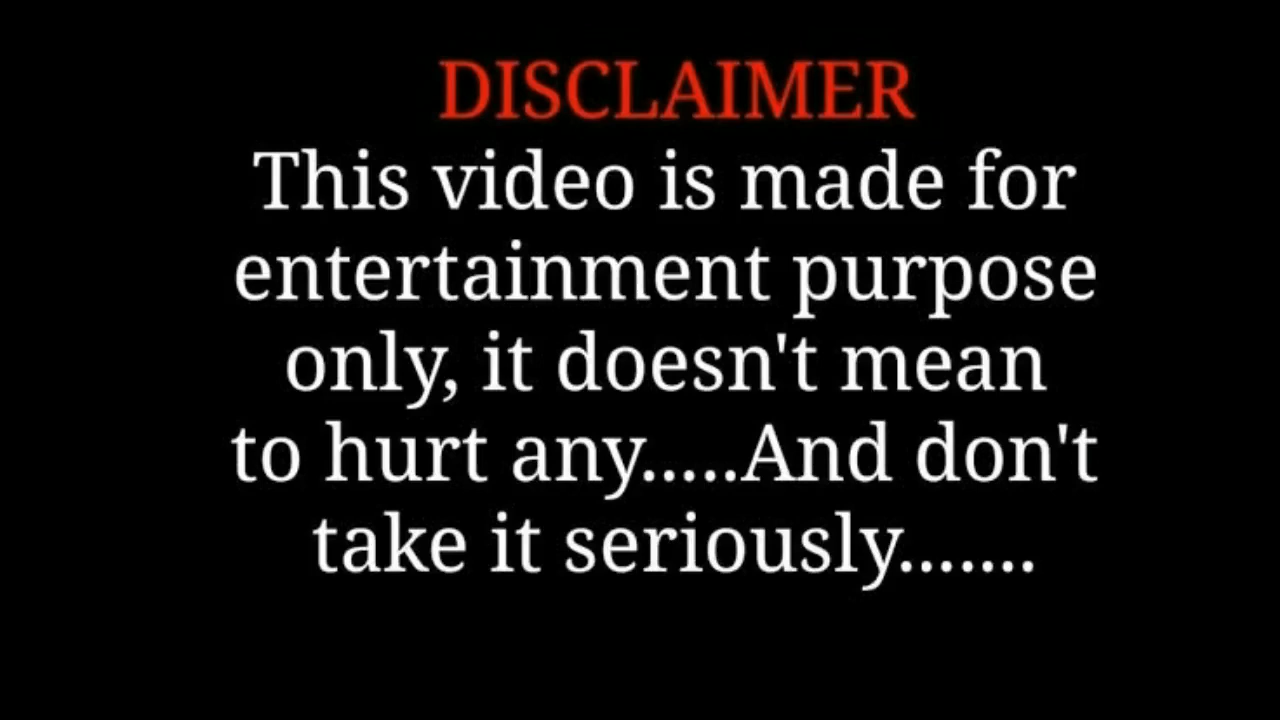 DISCLAIMER
This video is made for
entertainment purpose
only, it doesn't mean
to hurt any.....And don't
take it seriously.......